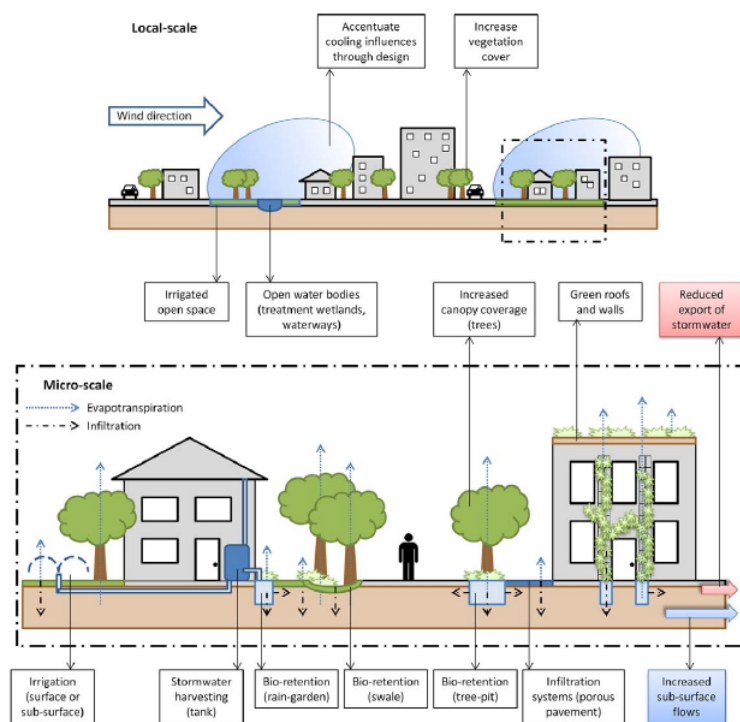 Local-scale
Accentuate
cooling influences
through design
Increase
vegetation
cover
Wind direction
Irrigated
open space
Open water bodies
(treatment wetlands,
waterways)
Increased
canopy coverage
(trees)
Green roofs
and walls
Reduced
export of
stormwater
Micro-scale
Evapotranspiration
Infiltration
Irrigation
(surface or
sub-surface)
Stormwater
harvesting
(tank)
Bio-retention
(rain-garden)
Bio-retention
(swale)
Bio-retention
(tree-pit)
Infiltration
systems (porous
pavement)
Increased
sub-surface
flows